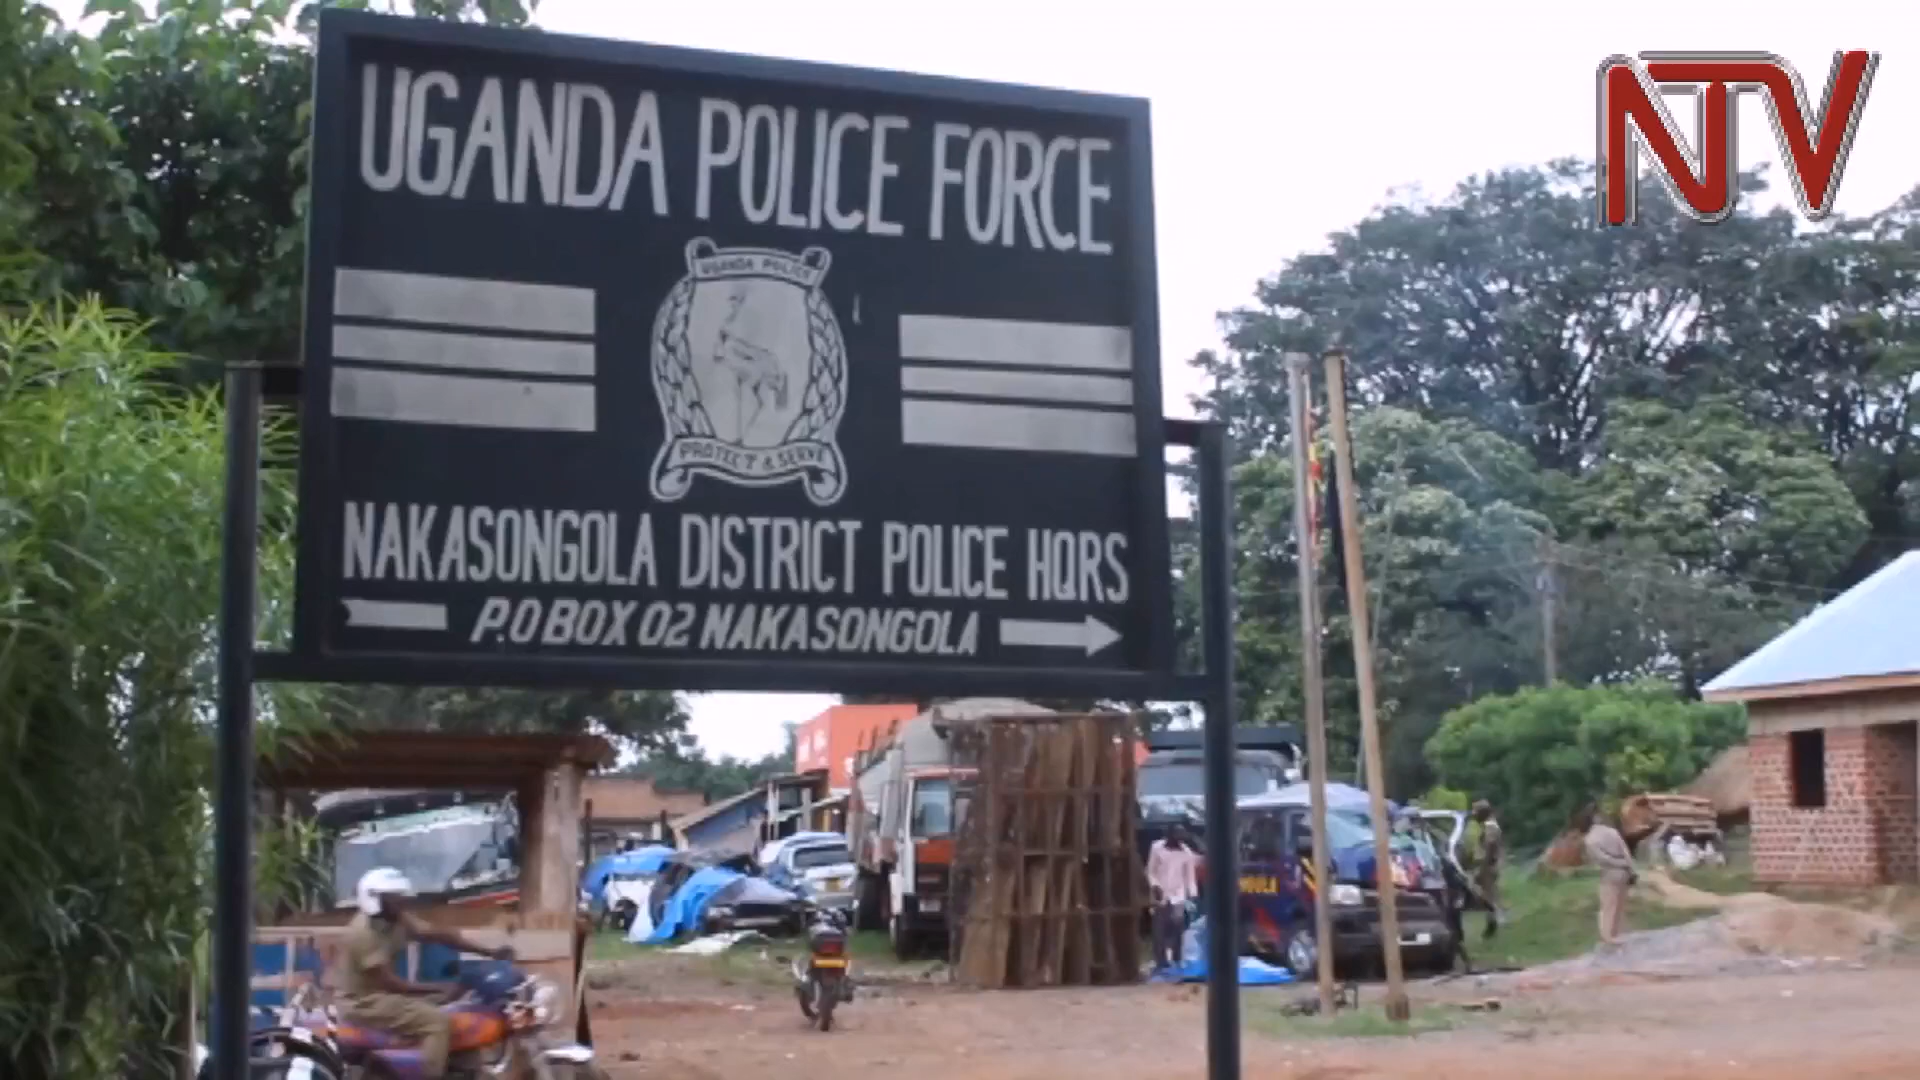 NTV
UGANDA POLICE FORCE
UGANDA POLICE
PROTECT & SERVE
NAKASONGOLA DISTRICT POLICE HQRS
P.O BOX 02 NAKASONGOLA